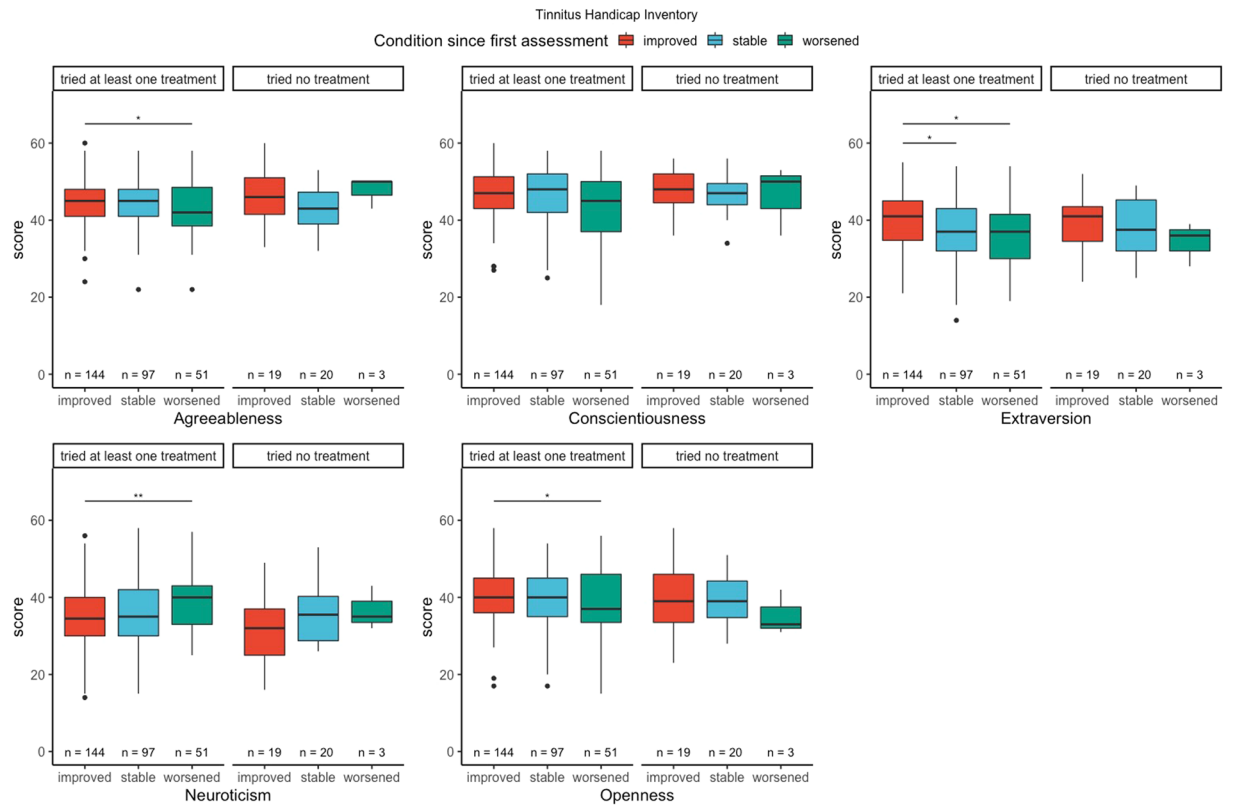 Tinnitus Handicap Inventory
Condition since first assessment improved stable worsened
tried at least one treatment tried no treatment
*
score
60
40
20
0
n = 144 n = 97 n = 51 n = 19 n = 20 n = 3
improved stable worsened improved stable worsened
Agreeableness
tried at least one treatment tried no treatment
score
60
40
20
0
n = 144 n = 97 n = 51 n = 19 n = 20 n = 3
improved stable worsened improved stable worsened
Conscientiousness
tried at least one treatment tried no treatment
*
*
score
60
40
20
0
n = 144 n = 97 n = 51 n = 19 n = 20 n = 3
improved stable worsened improved stable worsened
Extraversion
tried at least one treatment tried no treatment
**
score
60
40
20
0
n = 144 n = 97 n = 51 n = 19 n = 20 n = 3
improved stable worsened improved stable worsened
Neuroticism
tried at least one treatment tried no treatment
*
score
60
40
20
0
n = 144 n = 97 n = 51 n = 19 n = 20 n = 3
improved stable worsened improved stable worsened
Openness